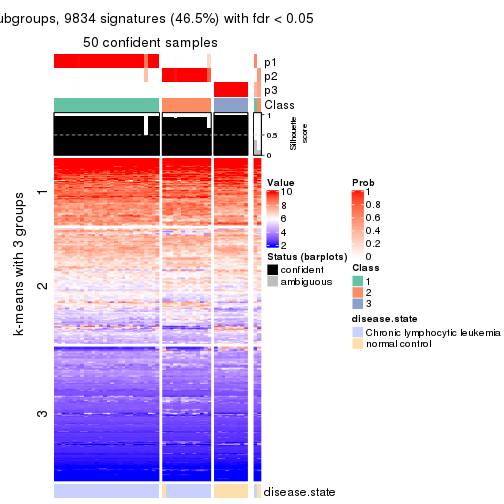 ubgroups, 9834 signatures (46.5%) with fdr < 0.05
50 confident samples
p1
p2
p3
Class
1
0.5
0
Silhouette
score
k-means with 3 groups
1
2
3
Value
10
8
6
4
2
Status (barplots)
confident
ambiguous
Prob
1
0.8
0.6
0.4
0.2
0
Class
1
2
3
disease.state
Chronic lymphocytic leukemia
normal control
disease.state